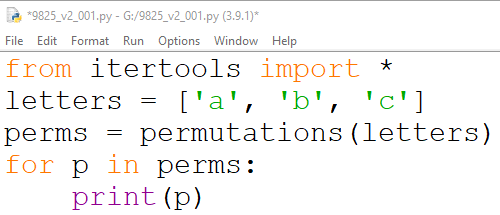 *9825_v2_001.py - G:/9825_v2_001.py (3.9.1)*
File Edit Format Run Options Window Help
from itertools import *
letters = ['a', 'b', 'c']
perms = permutations(letters)
for p in perms:
    print(p)